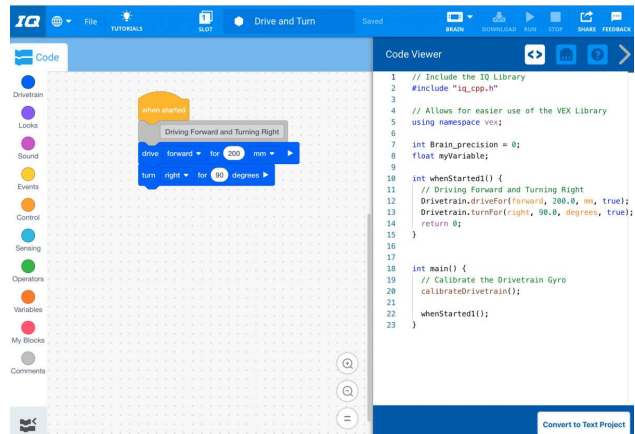 IQ
File
TUTORIALS
1
SLOT
Drive and Turn
Saved
BRAIN
DOWNLOAD
RUN
STOP
SHARE
FEEDBACK
Code
Drivetrain
Looks
Sound
Events
Control
Sensing
Operators
Variables
My Blocks
Comments
when started
Driving Forward and Turning Right
drive forward for 200 mm
turn right for 90 degrees
Code Viewer
<> ?
1 // Include the IQ Library
2 #include "iq_cpp.h"
3
4 // Allows for easier use of the VEX Library
5 using namespace vex;
6
7 int Brain_precision = 0;
8 float myVariable;
9
10 int whenStarted1() {
11 // Driving Forward and Turning Right
12 Drivetrain.driveFor(forward, 200.0, mm, true);
13 Drivetrain.turnFor(right, 90.0, degrees, true);
14 return 0;
15 }
16
17
18 int main() {
19 // Calibrate the Drivetrain Gyro
20 calibrateDrivetrain();
21
22 whenStarted1();
23 }
Convert to Text Project